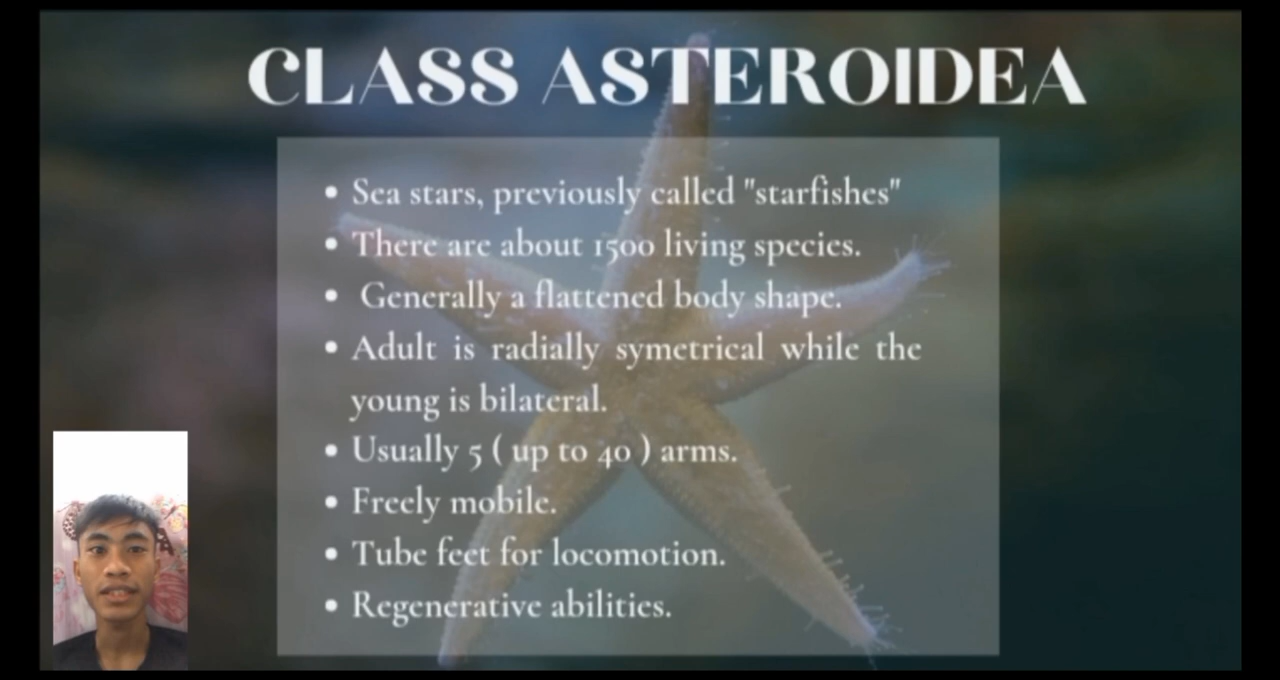 CLASS ASTEROIDEA
• Sea stars, previously called "starfishes"
• There are about 1500 living species.
• Generally a flattened body shape.
• Adult is radially symetrical while the
young is bilateral.
• Usually 5 ( up to 40 ) arms.
• Freely mobile.
• Tube feet for locomotion.
• Regenerative abilities.